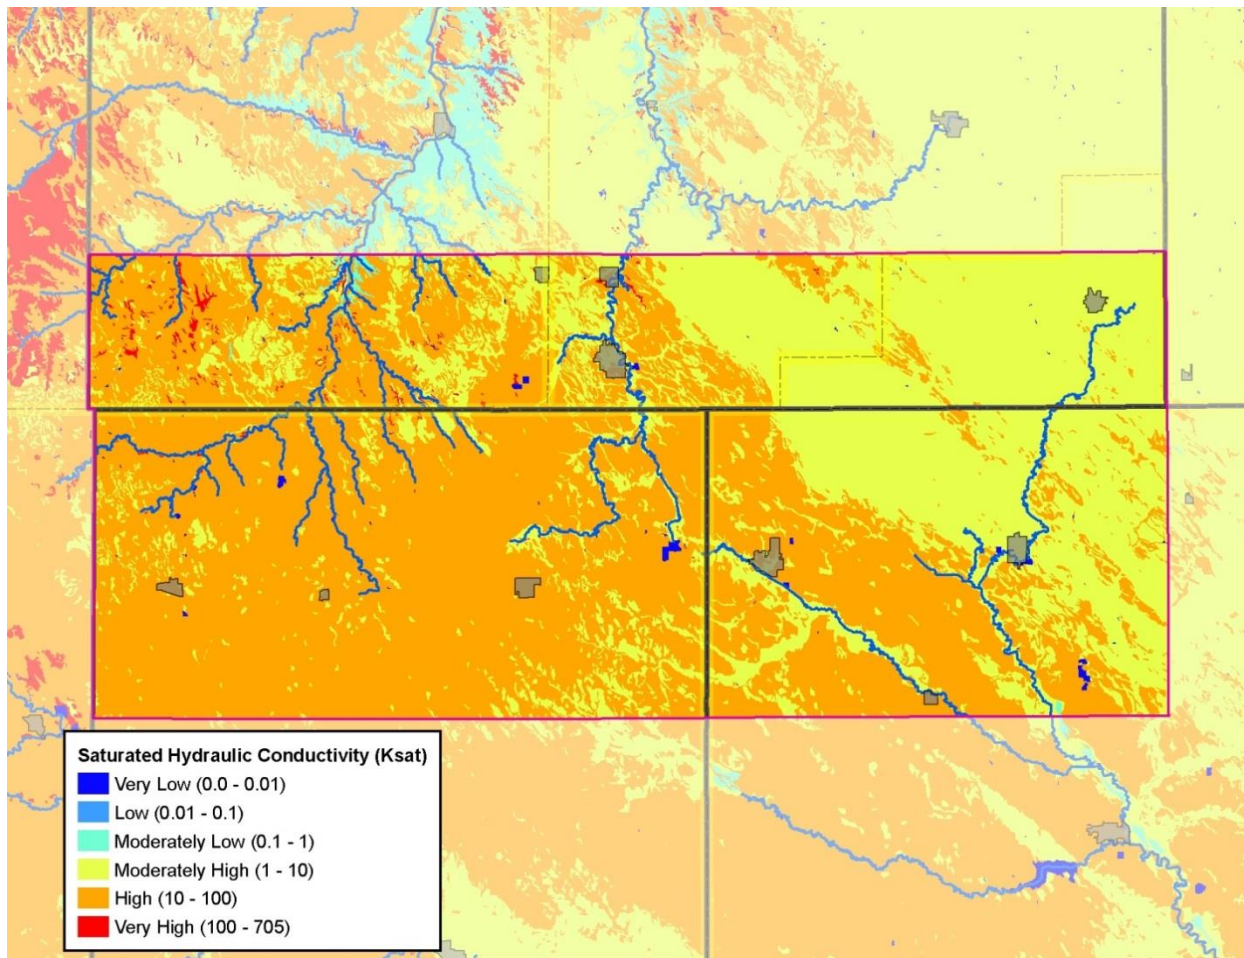 Saturated Hydraulic Conductivity (Ksat)
Very Low (0.0 - 0.01)
Low (0.01 - 0.1)
Moderately Low (0.1 - 1)
Moderately High (1 - 10)
High (10 - 100)
Very High (100 - 705)